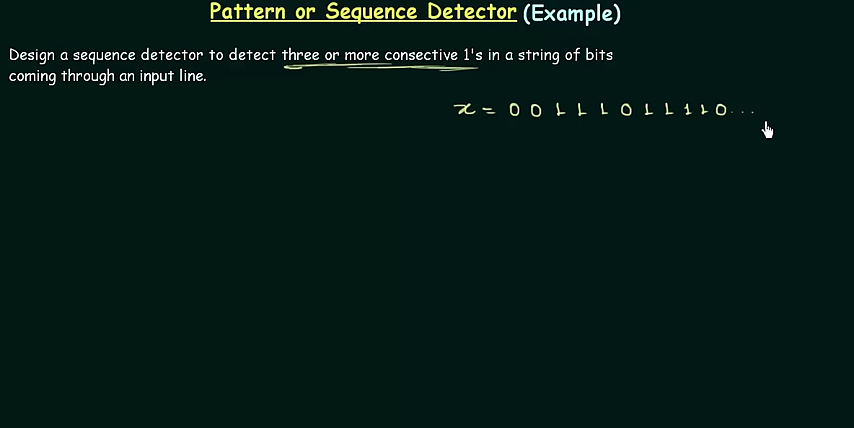 Pattern or Sequence Detector (Example)
Design a sequence detector to detect three or more consective 1's in a string of bits
coming through an input line.
x = 0 0 1 1 1 0 1 1 1 1 0 ...